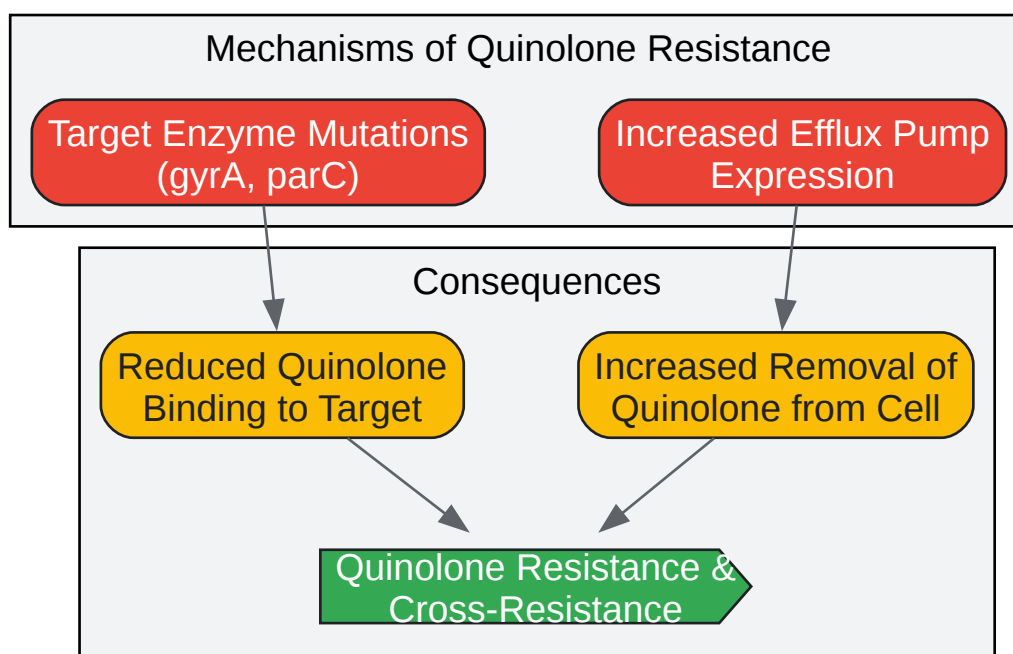 Mechanisms of Quinolone Resistance
Target Enzyme Mutations
(gyrA, parC)
Increased Efflux Pump
Expression
Consequences
Reduced Quinolone
Binding to Target
Increased Removal of
Quinolone from Cell
Quinolone Resistance &
Cross-Resistance